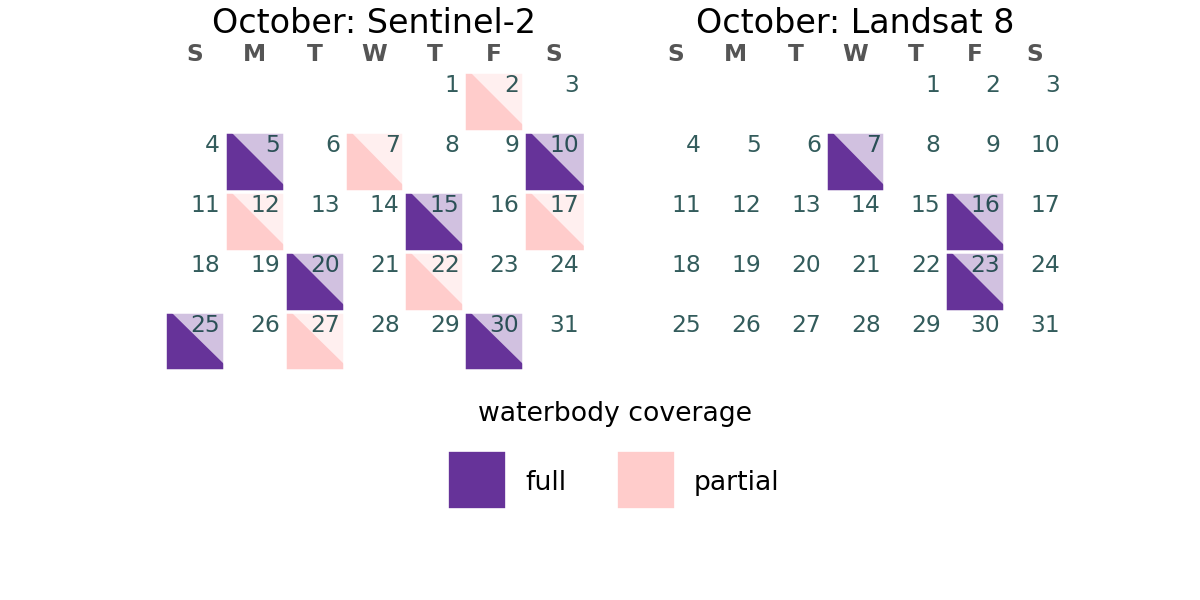 October: Sentinel-2
S M T W T F S
1 2 3
4 5 6 7 8 9 10
11 12 13 14 15 16 17
18 19 20 21 22 23 24
25 26 27 28 29 30 31
October: Landsat 8
S M T W T F S
1 2 3
4 5 6 7 8 9 10
11 12 13 14 15 16 17
18 19 20 21 22 23 24
25 26 27 28 29 30 31
waterbody coverage
full partial